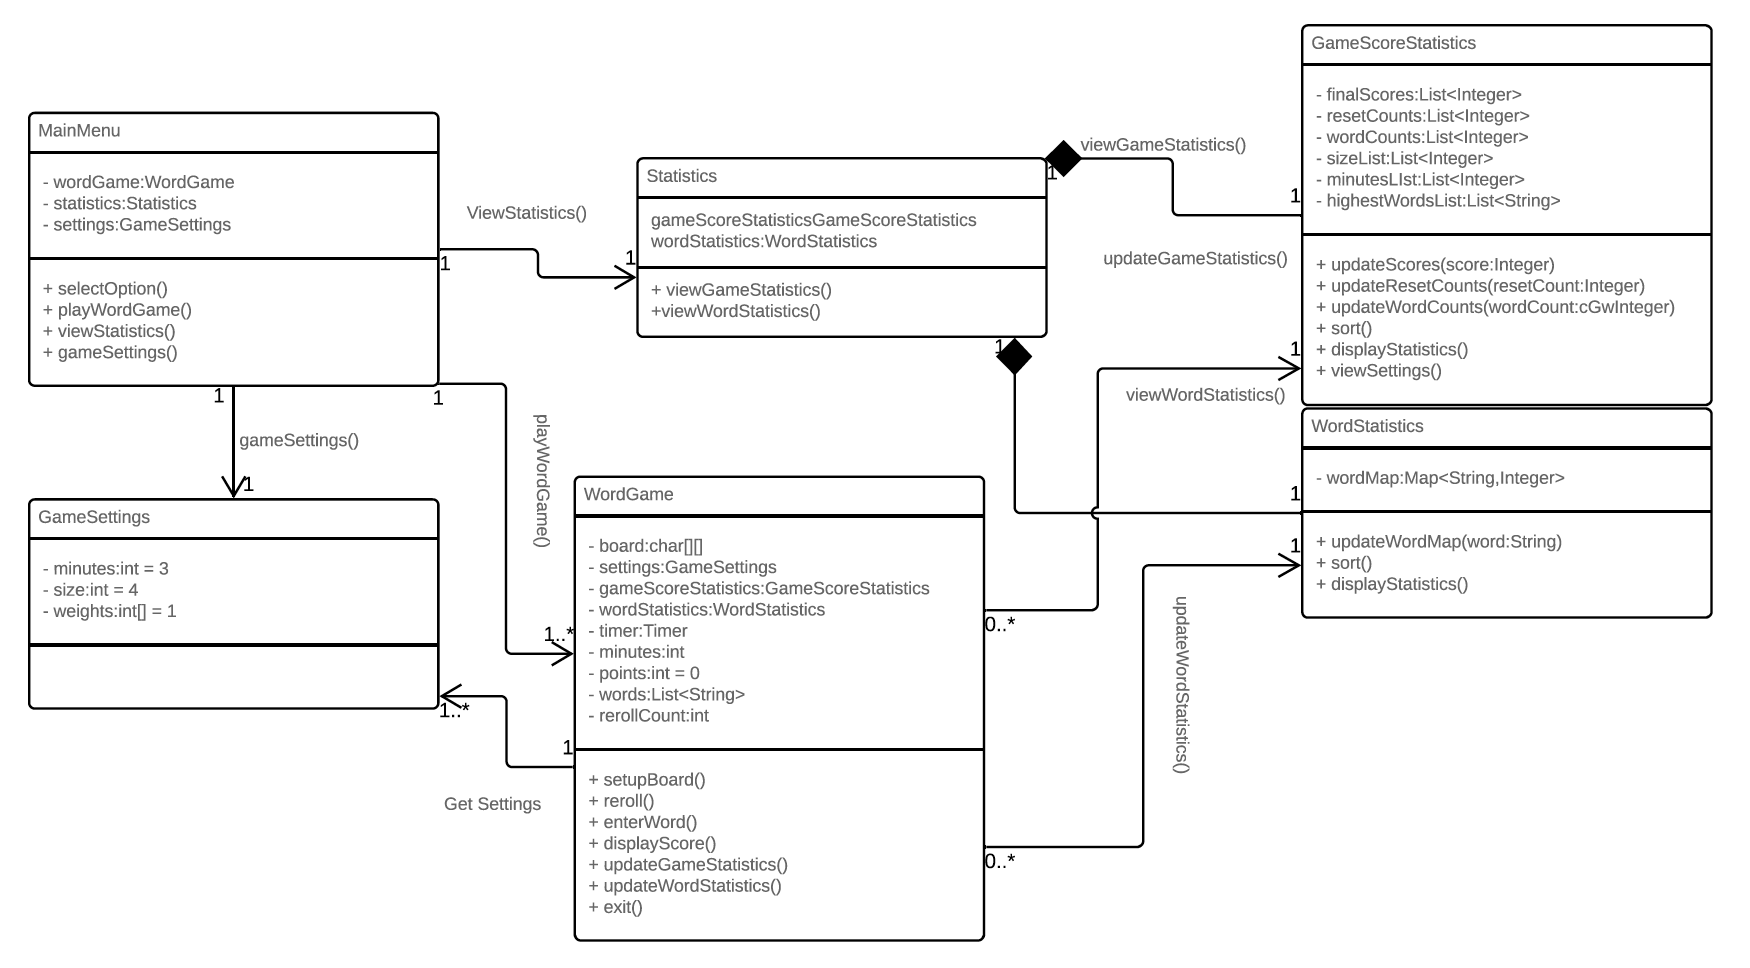 MainMenu
- wordGame:WordGame
- statistics:Statistics
- settings:GameSettings
+ selectOption()
+ playWordGame()
+ viewStatistics()
+ gameSettings()
1
ViewStatistics()
1
1
playWordGame()
1..*
1
gameSettings()
1
GameSettings
- minutes:int = 3
- size:int = 4
- weights:int[] = 1
1..*
Get Settings
1
Statistics
gameScoreStatisticsGameScoreStatistics
wordStatistics:WordStatistics
+ viewGameStatistics()
+viewWordStatistics()
1
viewGameStatistics()
1
1
viewWordStatistics()
1
WordGame
- board:char[][]
- settings:GameSettings
- gameScoreStatistics:GameScoreStatistics
- wordStatistics:WordStatistics
- timer:Timer
- minutes:int
- points:int = 0
- words:List<String>
- rerollCount:int
+ setupBoard()
+ reroll()
+ enterWord()
+ displayScore()
+ updateGameStatistics()
+ updateWordStatistics()
+ exit()
0..*
updateGameStatistics()
1
0..*
updateWordStatistics()
1
GameScoreStatistics
- finalScores:List<Integer>
- resetCounts:List<Integer>
- wordCounts:List<Integer>
- sizeList:List<Integer>
- minutesLIst:List<Integer>
- highestWordsList:List<String>
+ updateScores(score:Integer)
+ updateResetCounts(resetCount:Integer)
+ updateWordCounts(wordCount:cGwInteger)
+ sort()
+ displayStatistics()
+ viewSettings()
WordStatistics
- wordMap:Map<String,Integer>
+ updateWordMap(word:String)
+ sort()
+ displayStatistics()